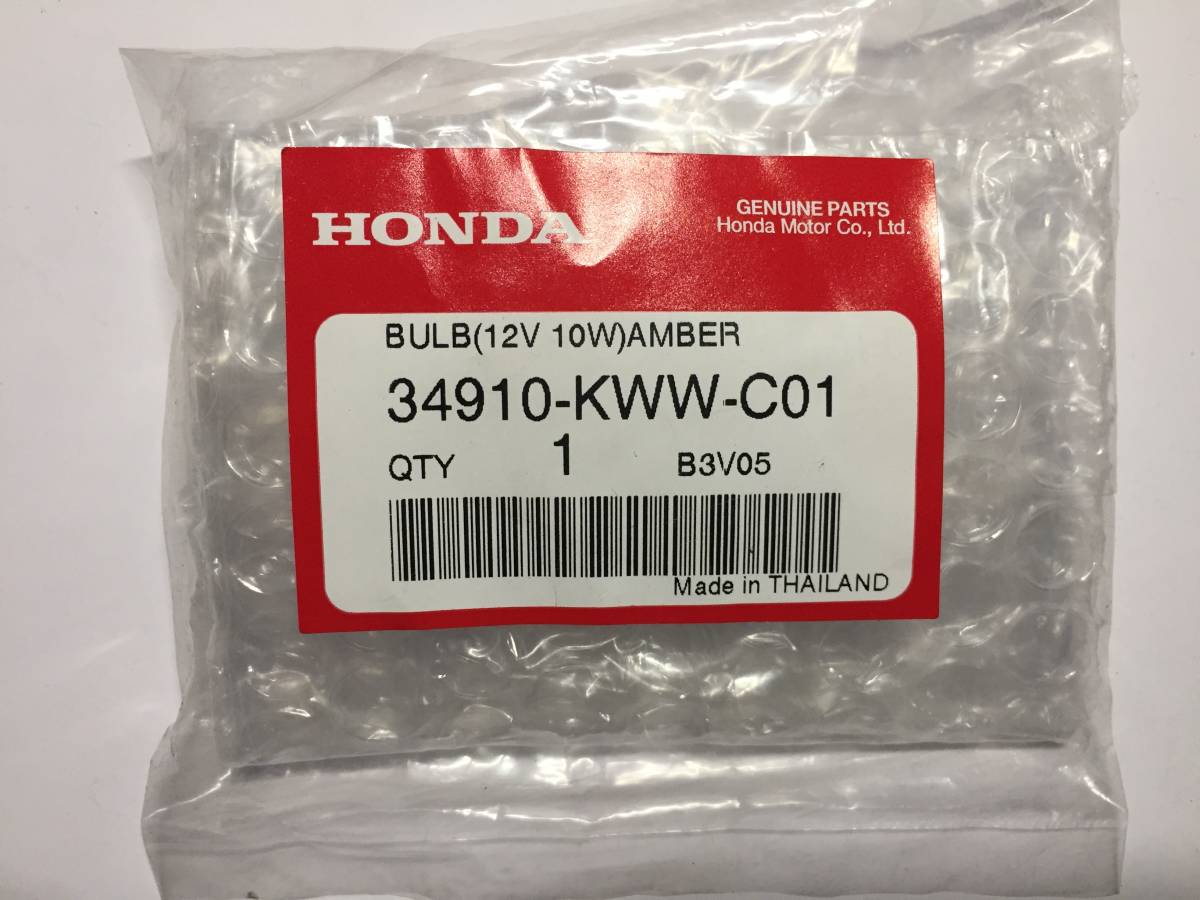 HONDA
GENUINE PARTS
Honda Motor Co., Ltd.
BULB(12V 10W)AMBER
34910-KWW-C01
QTY 1 B3V05
Made in THAILAND